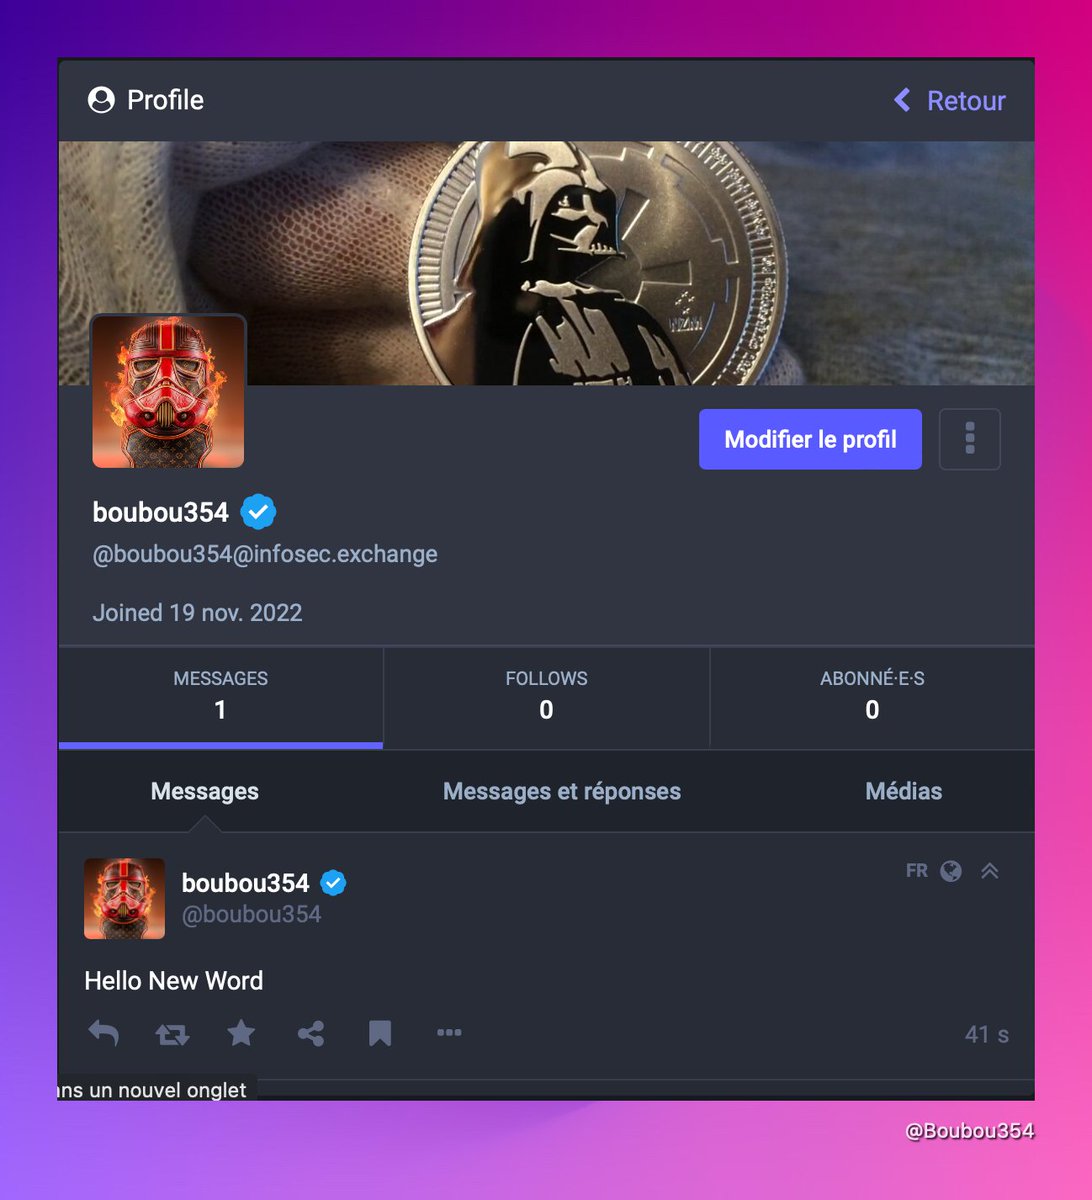 Profile
Retour
WZM
Modifier le profil
boubou354
@boubou354@infosec.exchange
Joined 19 nov. 2022
MESSAGES
FOLLOWS
ABONNÉ·E·S
1
0
0
Messages
Messages et réponses
Médias
boubou354
FR
@boubou354
Hello New Word
41 s
ns un nouvel onglet
@Boubou354